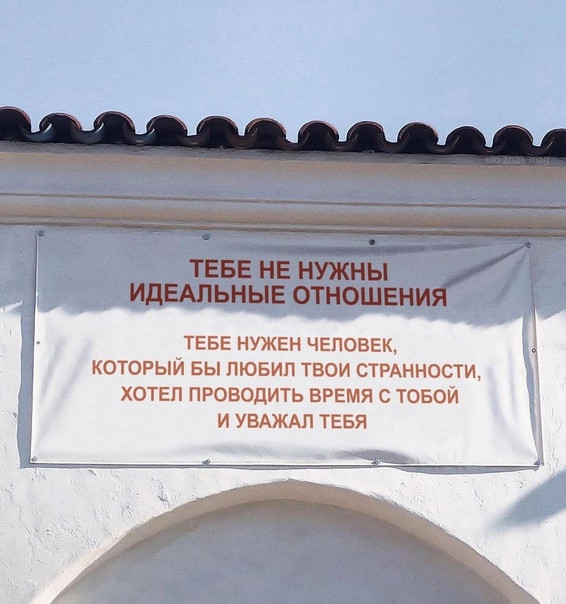 ТЕБЕ НЕ НУЖНЫ
ИДЕАЛЬНЫЕ ОТНОШЕНИЯ
ТЕБЕ НУЖЕН ЧЕЛОВЕК,
КОТОРЫЙ БЫ ЛЮБИЛ ТВОИ СТРАННОСТИ,
ХОТЕЛ ПРОВОДИТЬ ВРЕМЯ С ТОБОЙ
И УВАЖАЛ ТЕБЯ